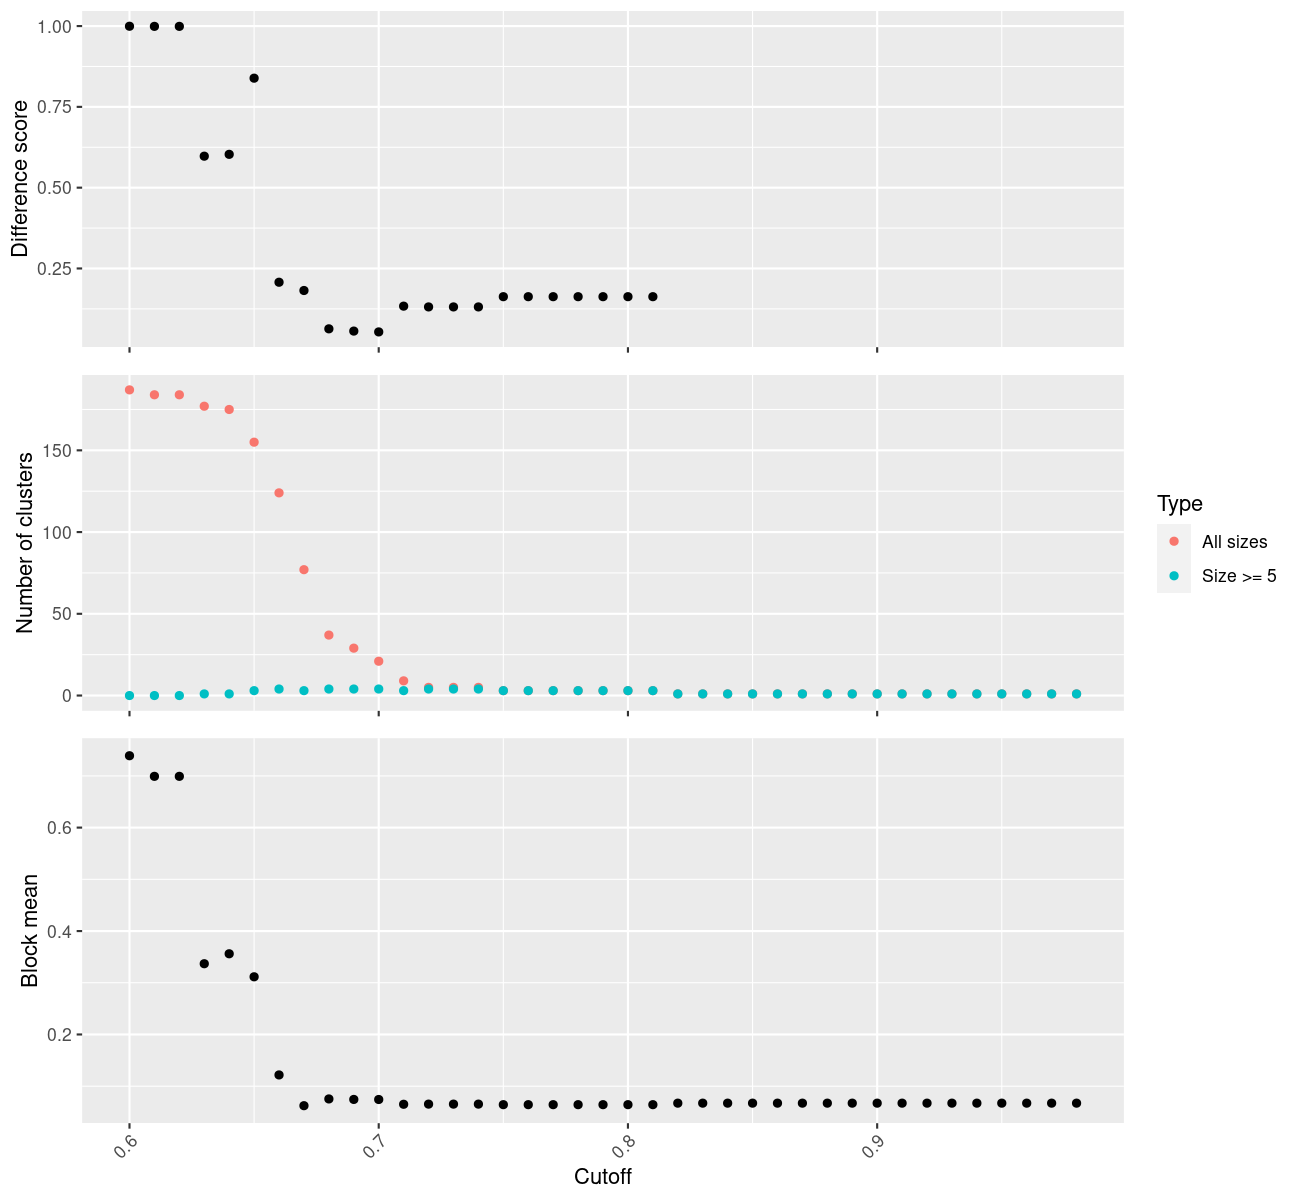 1.00
0.75
0.50
0.25
Difference score
150
100
50
0
Number of clusters
Type
All sizes
Size >= 5
0.6
0.4
0.2
Block mean
0.6
0.7
0.8
0.9
Cutoff